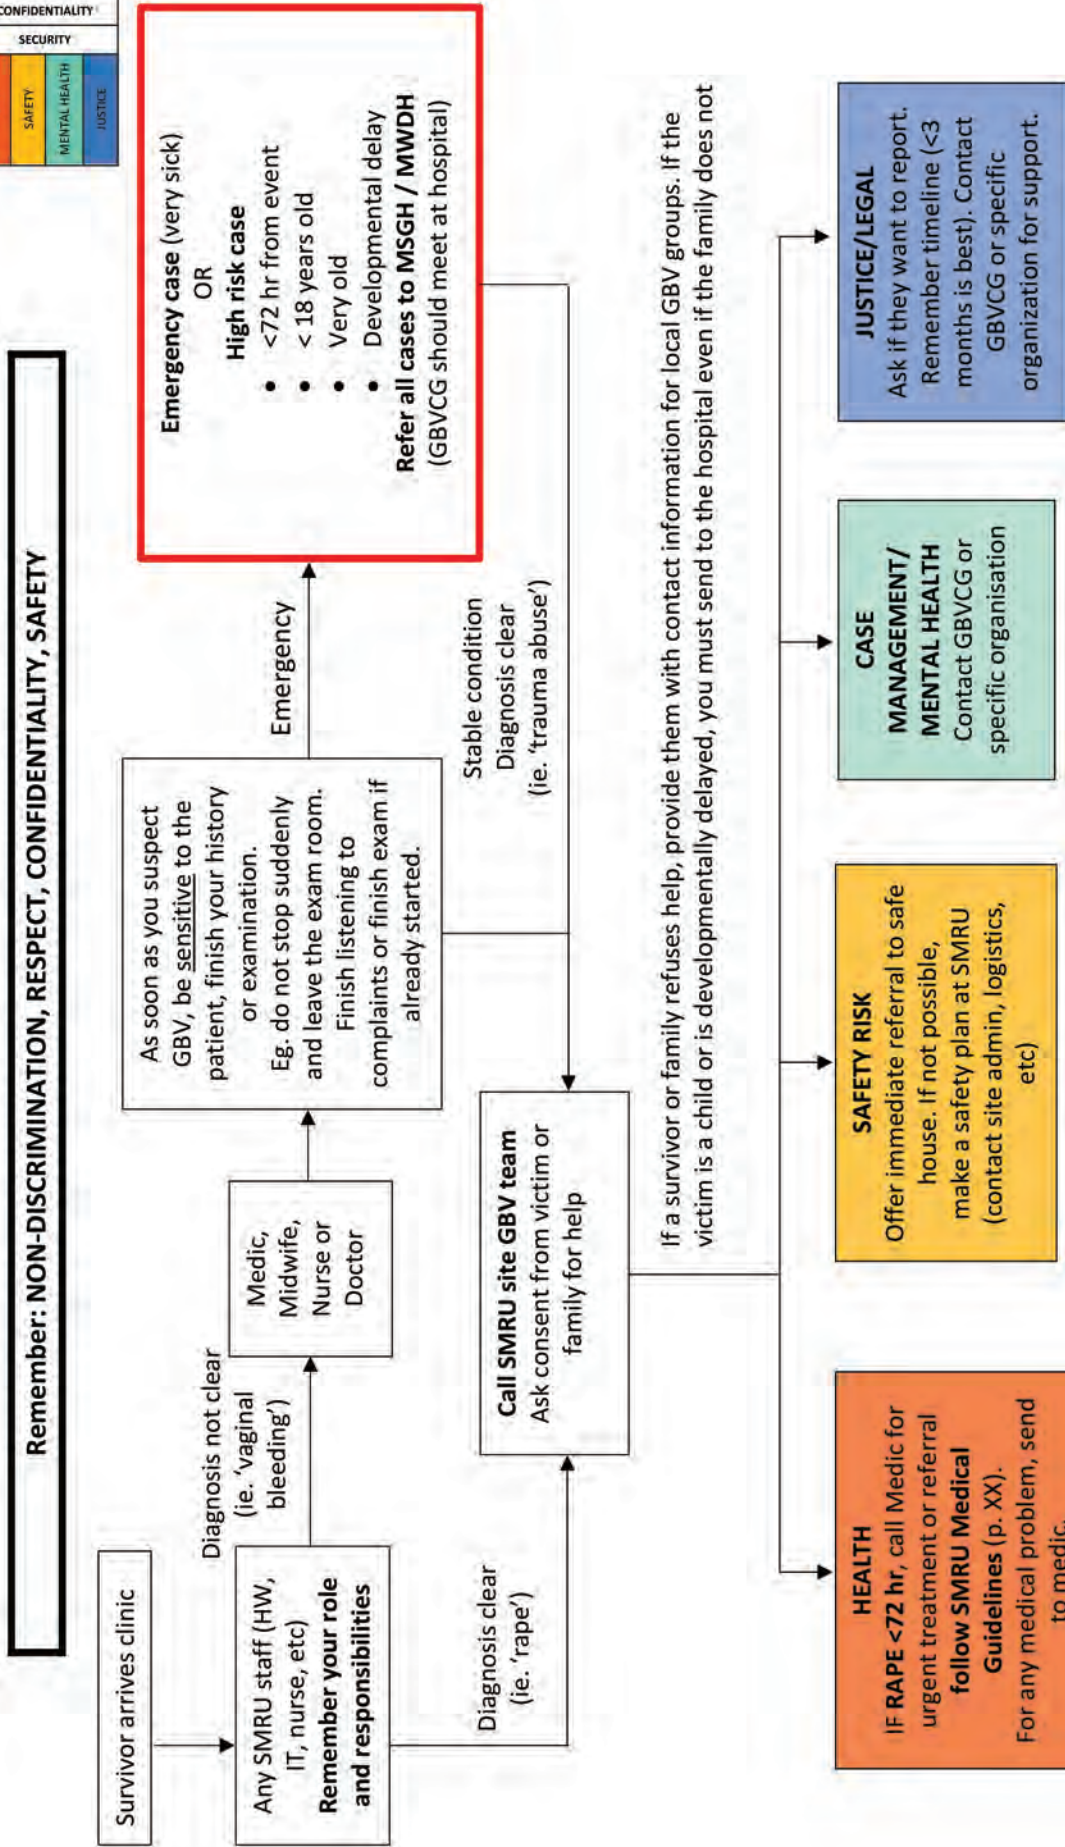 CONFIDENTIALITY
SECURITY
SAFETY
MENTAL HEALTH
JUSTICE
Remember: NON-DISCRIMINATION, RESPECT, CONFIDENTIALITY, SAFETY
Survivor arrives clinic
Any SMRU staff (HW,
IT, nurse, etc)
Remember your role
and responsibilities
Diagnosis not clear
(ie. ‘vaginal
bleeding’)
Medic,
Midwife,
Nurse or
Doctor
As soon as you suspect
GBV, be sensitive to the
patient, finish your history
or examination.
Eg. do not stop suddenly
and leave the exam room.
Finish listening to
complaints or finish exam if
already started.
Emergency
Emergency case (very sick)
OR
High risk case
• <72 hr from event
• < 18 years old
• Very old
• Developmental delay
Refer all cases to MSGH / MWDH
(GBVCG should meet at hospital)
Diagnosis clear
(ie. ‘rape’)
Stable condition
Diagnosis clear
(ie. ‘trauma abuse’)
Call SMRU site GBV team
Ask consent from victim or
family for help
If a survivor or family refuses help, provide them with contact information for local GBV groups. If the
victim is a child or is developmentally delayed, you must send to the hospital even if the family does not
HEALTH
IF RAPE <72 hr, call Medic for
urgent treatment or referral
follow SMRU Medical
Guidelines (p. XX).
For any medical problem, send
to medic.
SAFETY RISK
Offer immediate referral to safe
house. If not possible,
make a safety plan at SMRU
(contact site admin, logistics,
etc)
CASE
MANAGEMENT/
MENTAL HEALTH
Contact GBVCG or
specific organisation
JUSTICE/LEGAL
Ask if they want to report.
Remember timeline (<3
months is best). Contact
GBVCG or specific
organization for support.